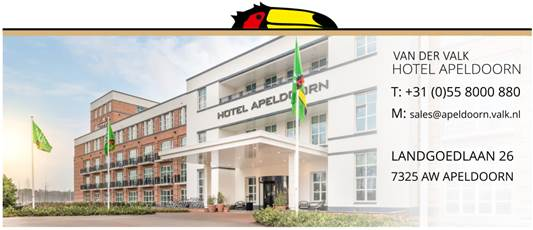 VAN DER VALK
HOTEL APELDOORN
T: +31 (0)55 8000 880
M: sales@apeldoorn.valk.nl
LANDGOEDLAAN 26
7325 AW APELDOORN
HOTEL APELDOORN